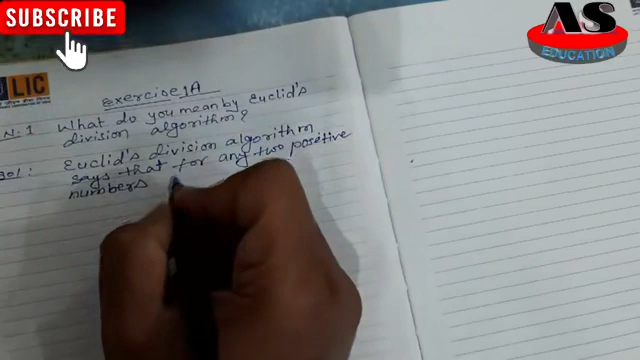 SUBSCRIBE
AS
EDUCATION
LIC
Exercise 1A
N: 1 What do you mean by Euclid's
division algorithm?
Sol: Euclid's division algorithm
says that for any two positive
numbers